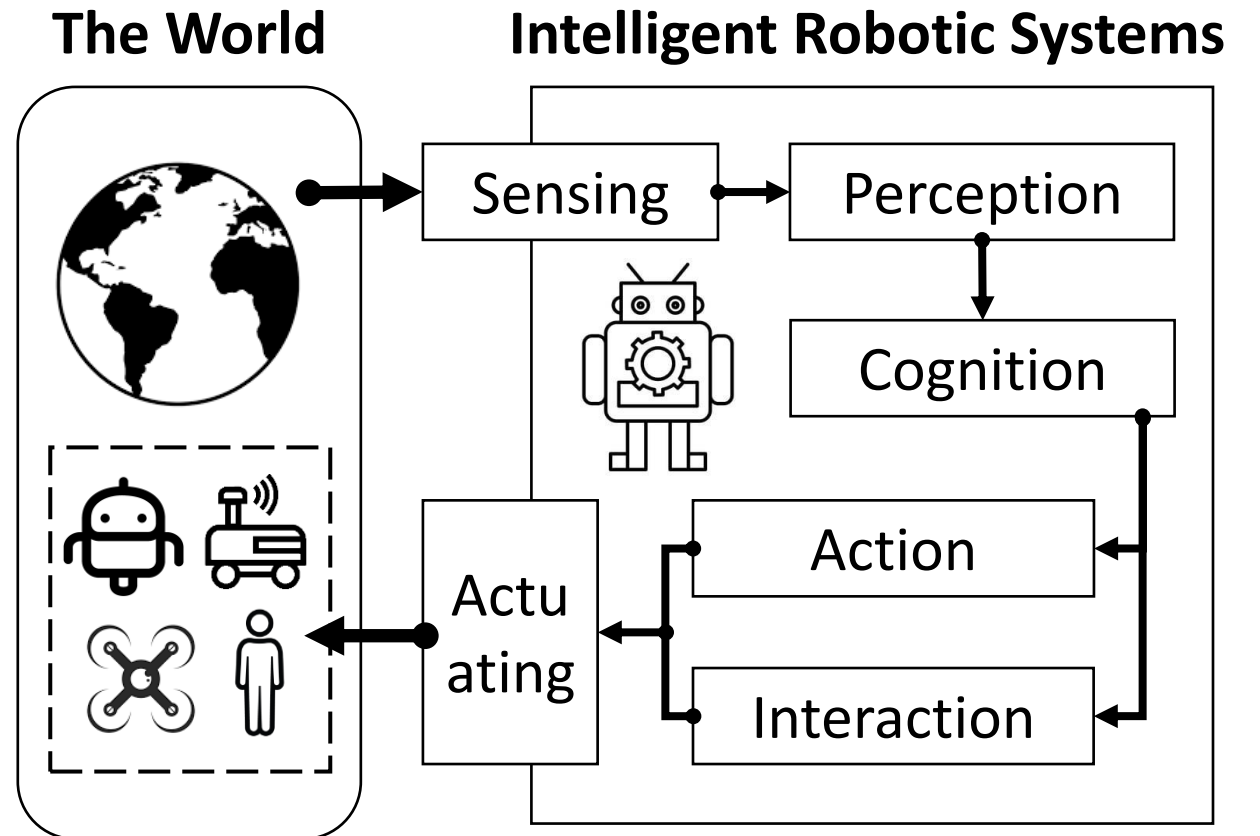 The World
Intelligent Robotic Systems
Sensing
Perception
Cognition
Action
Actu
ating
Interaction